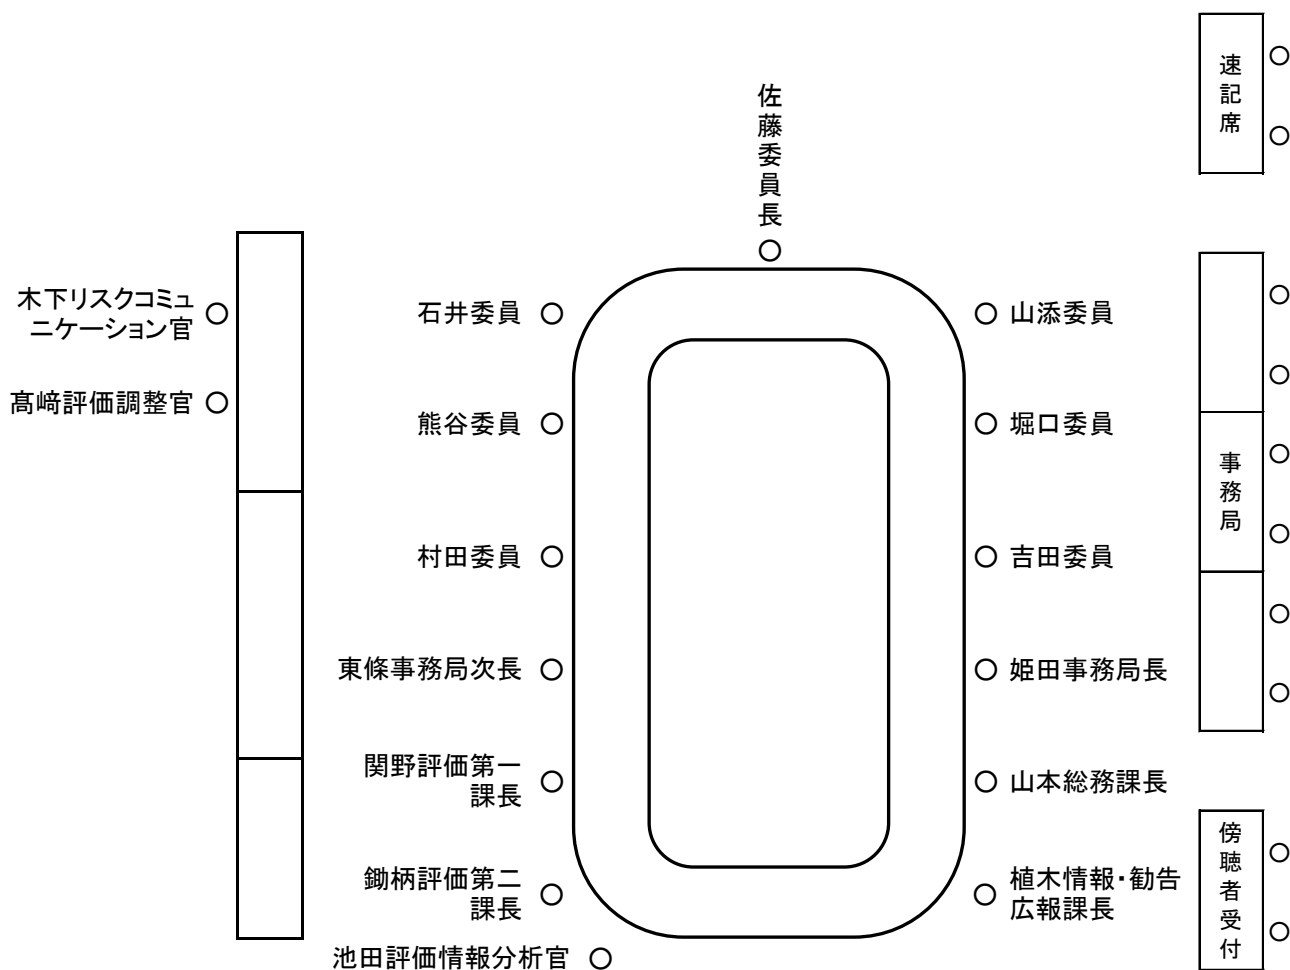 速記席
佐藤委員長
木下リスクコミュ
ニケーション官
髙﨑評価調整官
石井委員
山添委員
熊谷委員
堀口委員
村田委員
吉田委員
事務局
東條事務局次長
姫田事務局長
関野評価第一
課長
山本総務課長
鋤柄評価第二
課長
植木情報・勧告
広報課長
池田評価情報分析官
傍聴者受付